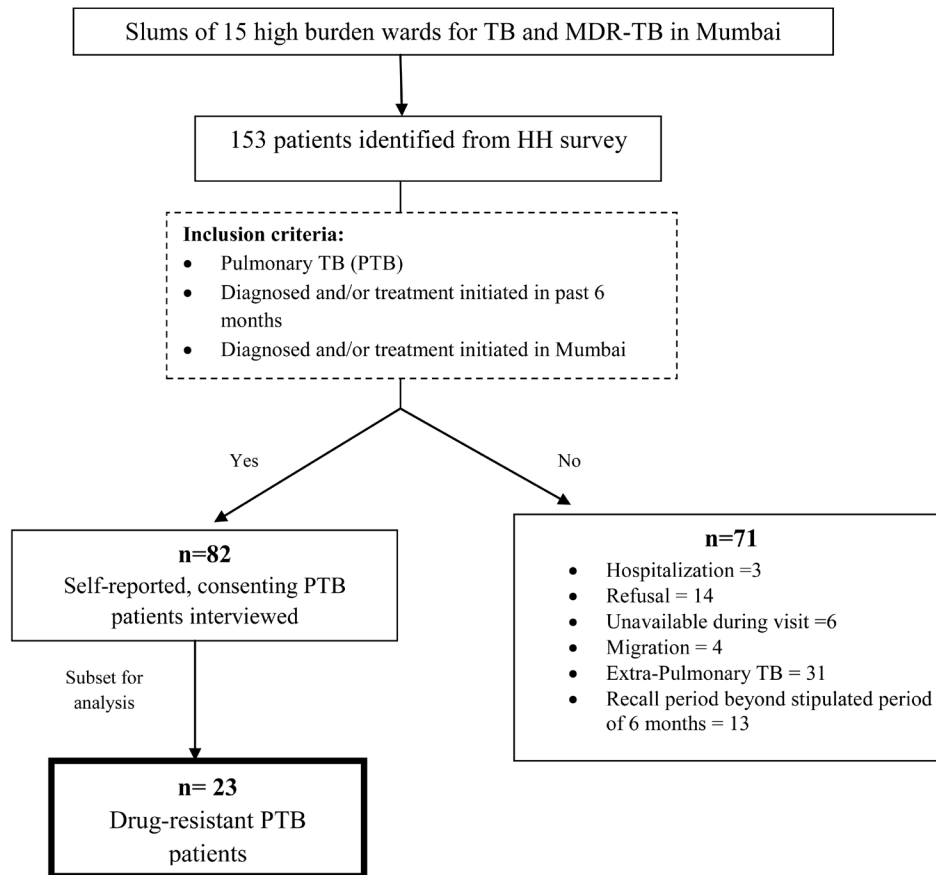 Slums of 15 high burden wards for TB and MDR-TB in Mumbai
153 patients identified from HH survey
Inclusion criteria:
• Pulmonary TB (PTB)
• Diagnosed and/or treatment initiated in past 6
months
• Diagnosed and/or treatment initiated in Mumbai
Yes
No
n=82
Self-reported, consenting PTB
patients interviewed
n=71
• Hospitalization =3
• Refusal = 14
• Unavailable during visit =6
• Migration = 4
• Extra-Pulmonary TB = 31
• Recall period beyond stipulated period
of 6 months = 13
Subset for
analysis
n= 23
Drug-resistant PTB
patients